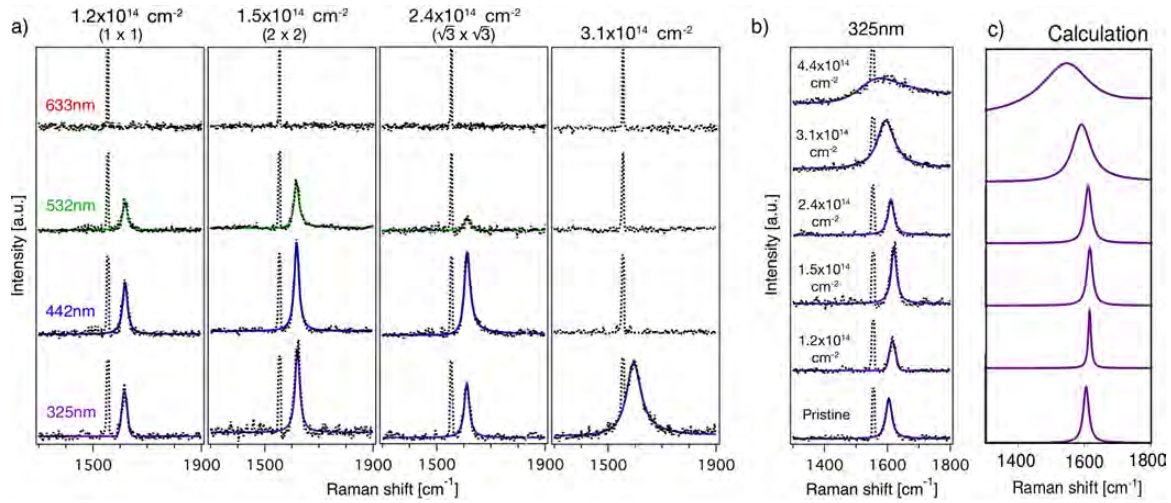 a)
1.2x10¹⁴ cm⁻²
(1 x 1)
1.5x10¹⁴ cm⁻²
(2 x 2)
2.4x10¹⁴ cm⁻²
(√3 x √3)
3.1x10¹⁴ cm⁻²
633nm
532nm
442nm
325nm
Intensity [a.u.]
1500 1900
1500 1900
1500 1900
1500 1900
Raman shift [cm⁻¹]
b)
325nm
4.4x10¹⁴
cm⁻²
3.1x10¹⁴
cm⁻²
2.4x10¹⁴
cm⁻²
1.5x10¹⁴
cm⁻²
1.2x10¹⁴
cm⁻²
Pristine
Intensity [a.u.]
1400 1600 1800
Raman shift [cm⁻¹]
c)
Calculation
1400 1600 1800
Raman shift [cm⁻¹]